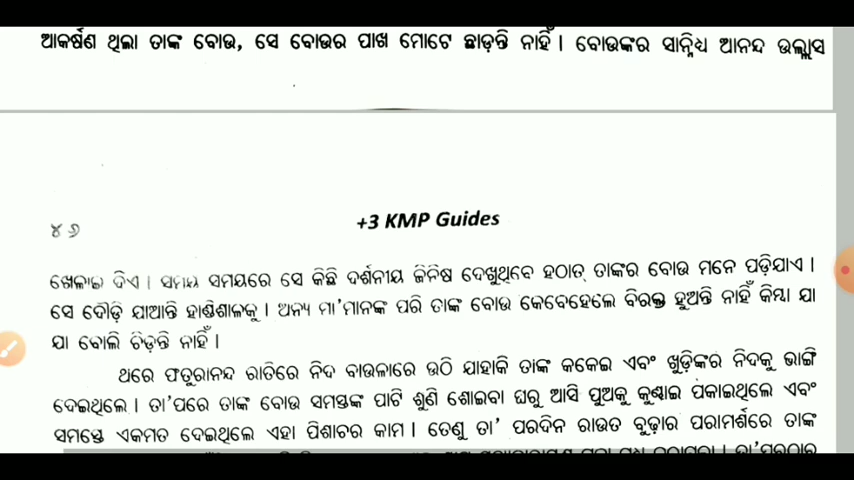 ଆକର୍ଷଣ ଥିଲା ତାଙ୍କ ବୋଉ, ସେ ବୋଉର ପାଖ ମୋଟେ ଛାଡ଼ନ୍ତି ନାହିଁ। ବୋଉଙ୍କର ସାନ୍ନିଧ୍ୟ ଆନନ୍ଦ ଉଲ୍ଲାସ
୪୬
+3 KMP Guides
ଖେଳାଇ ଦିଏ। ସମୟ ସମୟରେ ସେ କିଛି ଦର୍ଶନୀୟ ଜିନିଷ ଦେଖୁଥିବେ ହଠାତ୍ ତାଙ୍କର ବୋଉ ମନେ ପଡ଼ିଯାଏ।
ସେ ଦୌଡ଼ି ଯାଆନ୍ତି ହାଣ୍ଡିଶାଳକୁ। ଅନ୍ୟ ମା'ମାନଙ୍କ ପରି ତାଙ୍କ ବୋଉ କେବେହେଲେ ବିରକ୍ତ ହୁଅନ୍ତି ନାହିଁ କିମ୍ବା ଯା
ଯା ବୋଲି ଚିଡ଼ନ୍ତି ନାହିଁ।
ଥରେ ଫତୁରାନନ୍ଦ ରାତିରେ ନିଦ ବାଉଳାରେ ଉଠି ଯାହାକି ତାଙ୍କ କକେଇ ଏବଂ ଖୁଡ଼ିଙ୍କର ନିଦକୁ ଭାଙ୍ଗି
ଦେଇଥିଲେ। ତା'ପରେ ତାଙ୍କ ବୋଉ ସମସ୍ତଙ୍କ ପାଟି ଶୁଣି ଶୋଇବା ଘରୁ ଆସି ପୁଅକୁ କୁଣ୍ଢାଇ ପକାଇଥିଲେ ଏବଂ
ସମସ୍ତେ ଏକମତ ଦେଇଥିଲେ ଏହା ପିଶାଚର କାମ। ତେଣୁ ତା' ପରଦିନ ରାଉତ ବୁଢ଼ାର ପରାମର୍ଶରେ ତାଙ୍କ